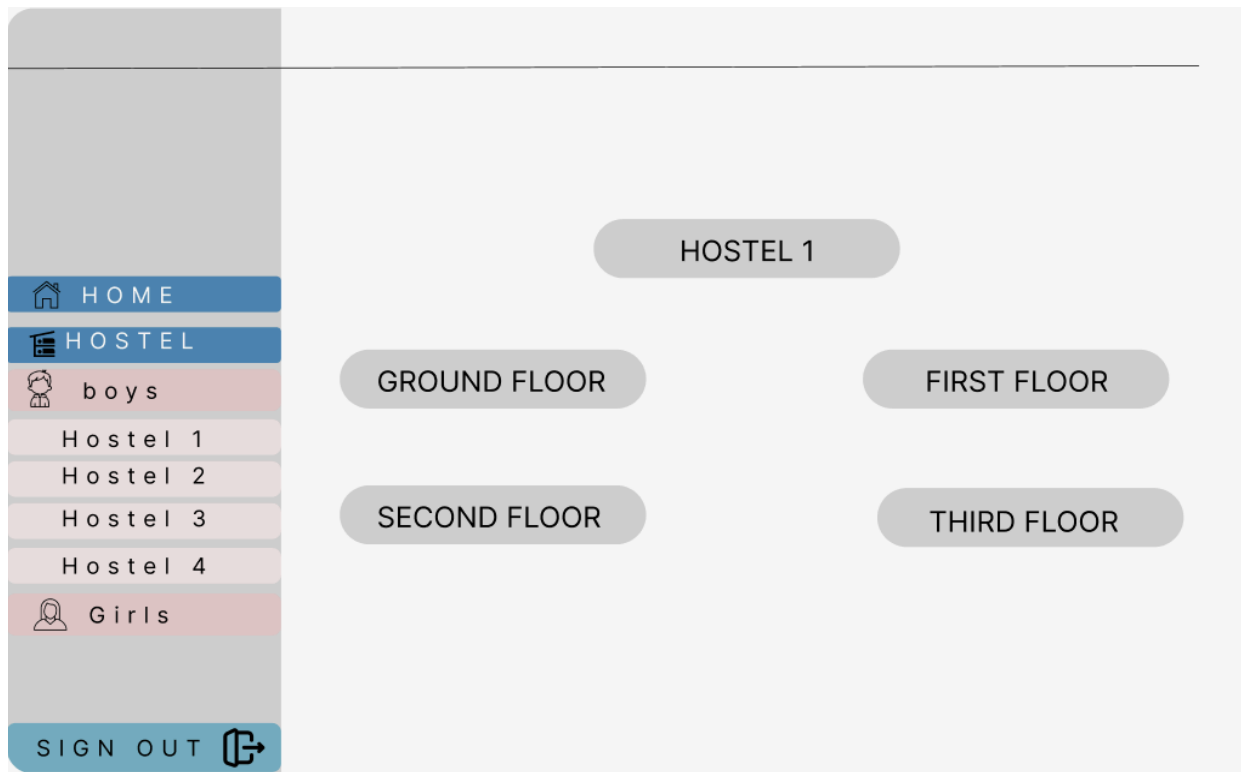 HOME
HOSTEL
boys
Hostel 1
Hostel 2
Hostel 3
Hostel 4
Girls
SIGN OUT
HOSTEL 1
GROUND FLOOR
FIRST FLOOR
SECOND FLOOR
THIRD FLOOR